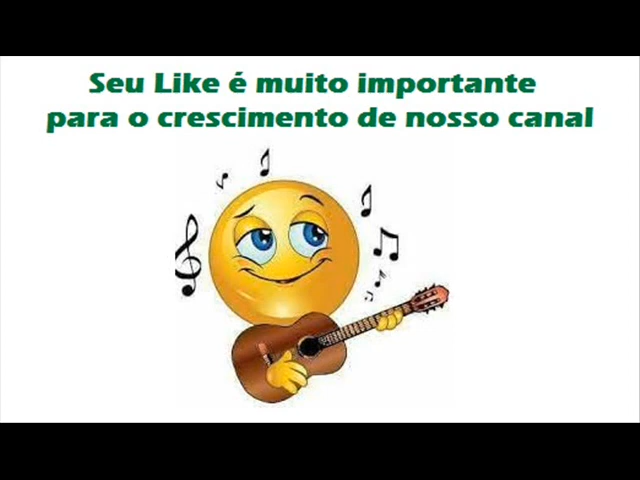 Seu Like é muito importante
para o crescimento de nosso canal